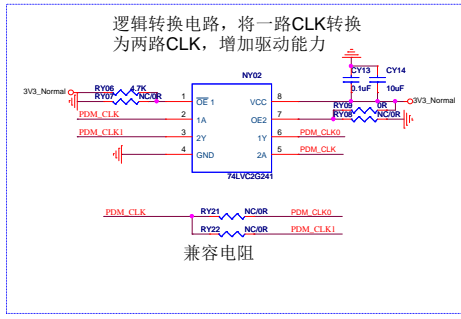 逻辑转换电路，将一路CLK转换
为两路CLK，增加驱动能力
CY13
CY14
0.1uF
10uF
3V3_Normal
RY06
4.7K
RY07
NC/0R
NY02
1
OE 1
VCC
8
3V3_Normal
RY09
0R
RY08
NC/0R
PDM_CLK
2
1A
OE2
7
PDM_CLK1
3
2Y
1Y
6
PDM_CLK0
4
GND
2A
5
PDM_CLK
74LVC2G241
PDM_CLK
RY21
NC/0R
PDM_CLK0
RY22
NC/0R
PDM_CLK1
兼容电阻